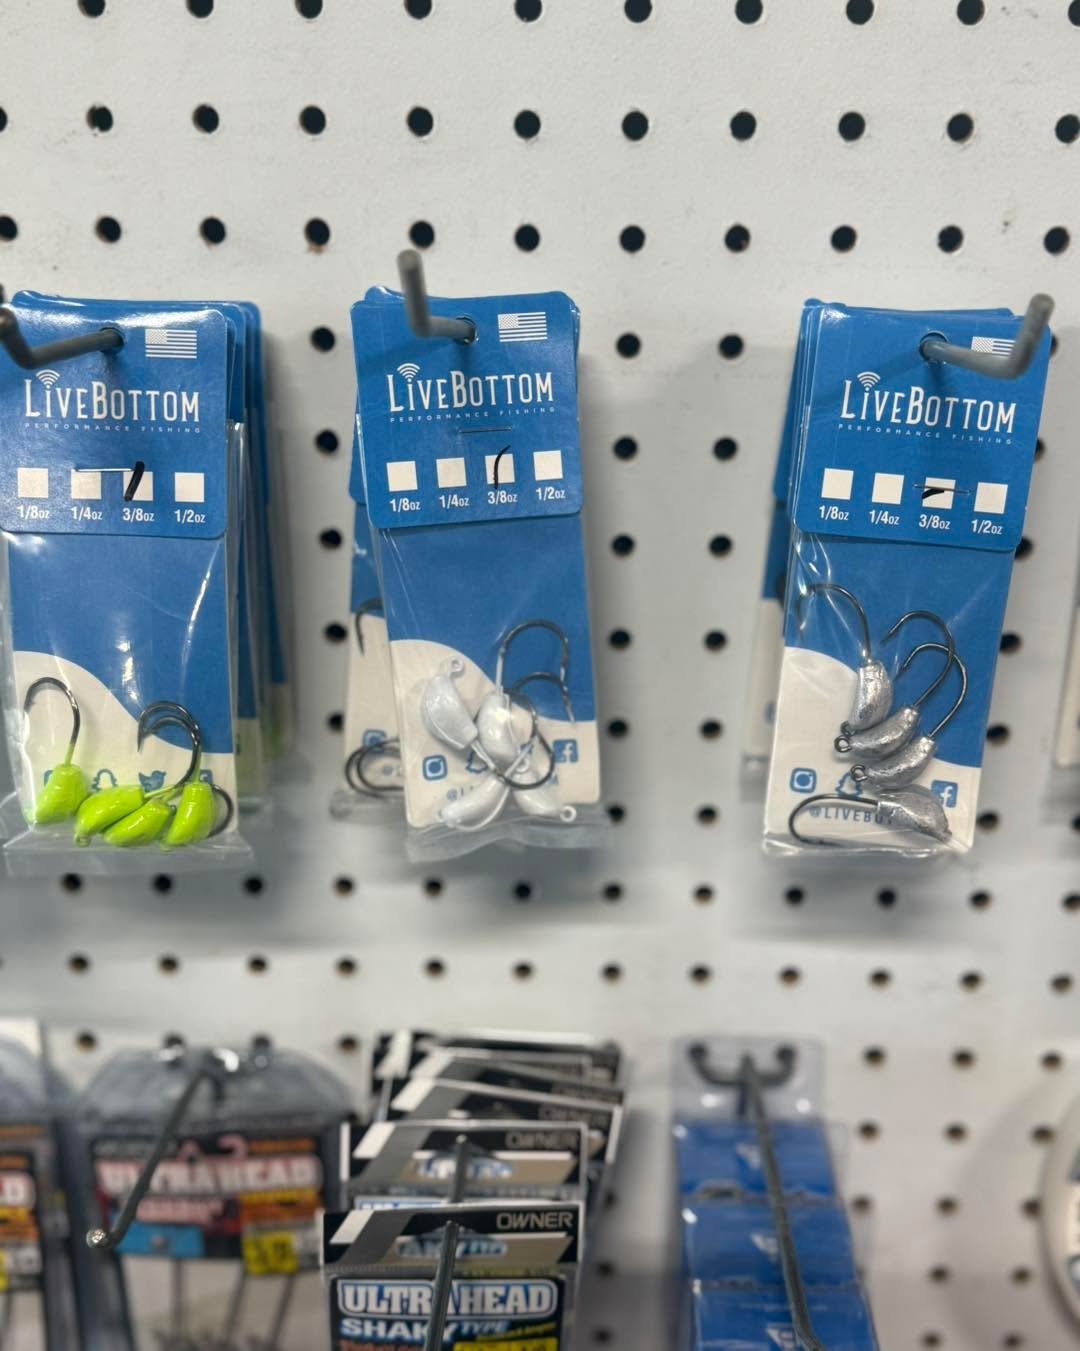 LIVEBOTTOM
PERFORMANCE FISHING
1/8oz 1/4oz 3/8oz 1/2oz
LIVEBOTTOM
PERFORMANCE FISHING
1/8oz 1/4oz 3/8oz 1/2oz
LIVEBOTTOM
PERFORMANCE FISHING
1/8oz 1/4oz 3/8oz 1/2oz
@LIVEBO
ULTRAHEAD
OWNER
OWNER
OWNER
ULTRAHEAD
SHAKY TYPE